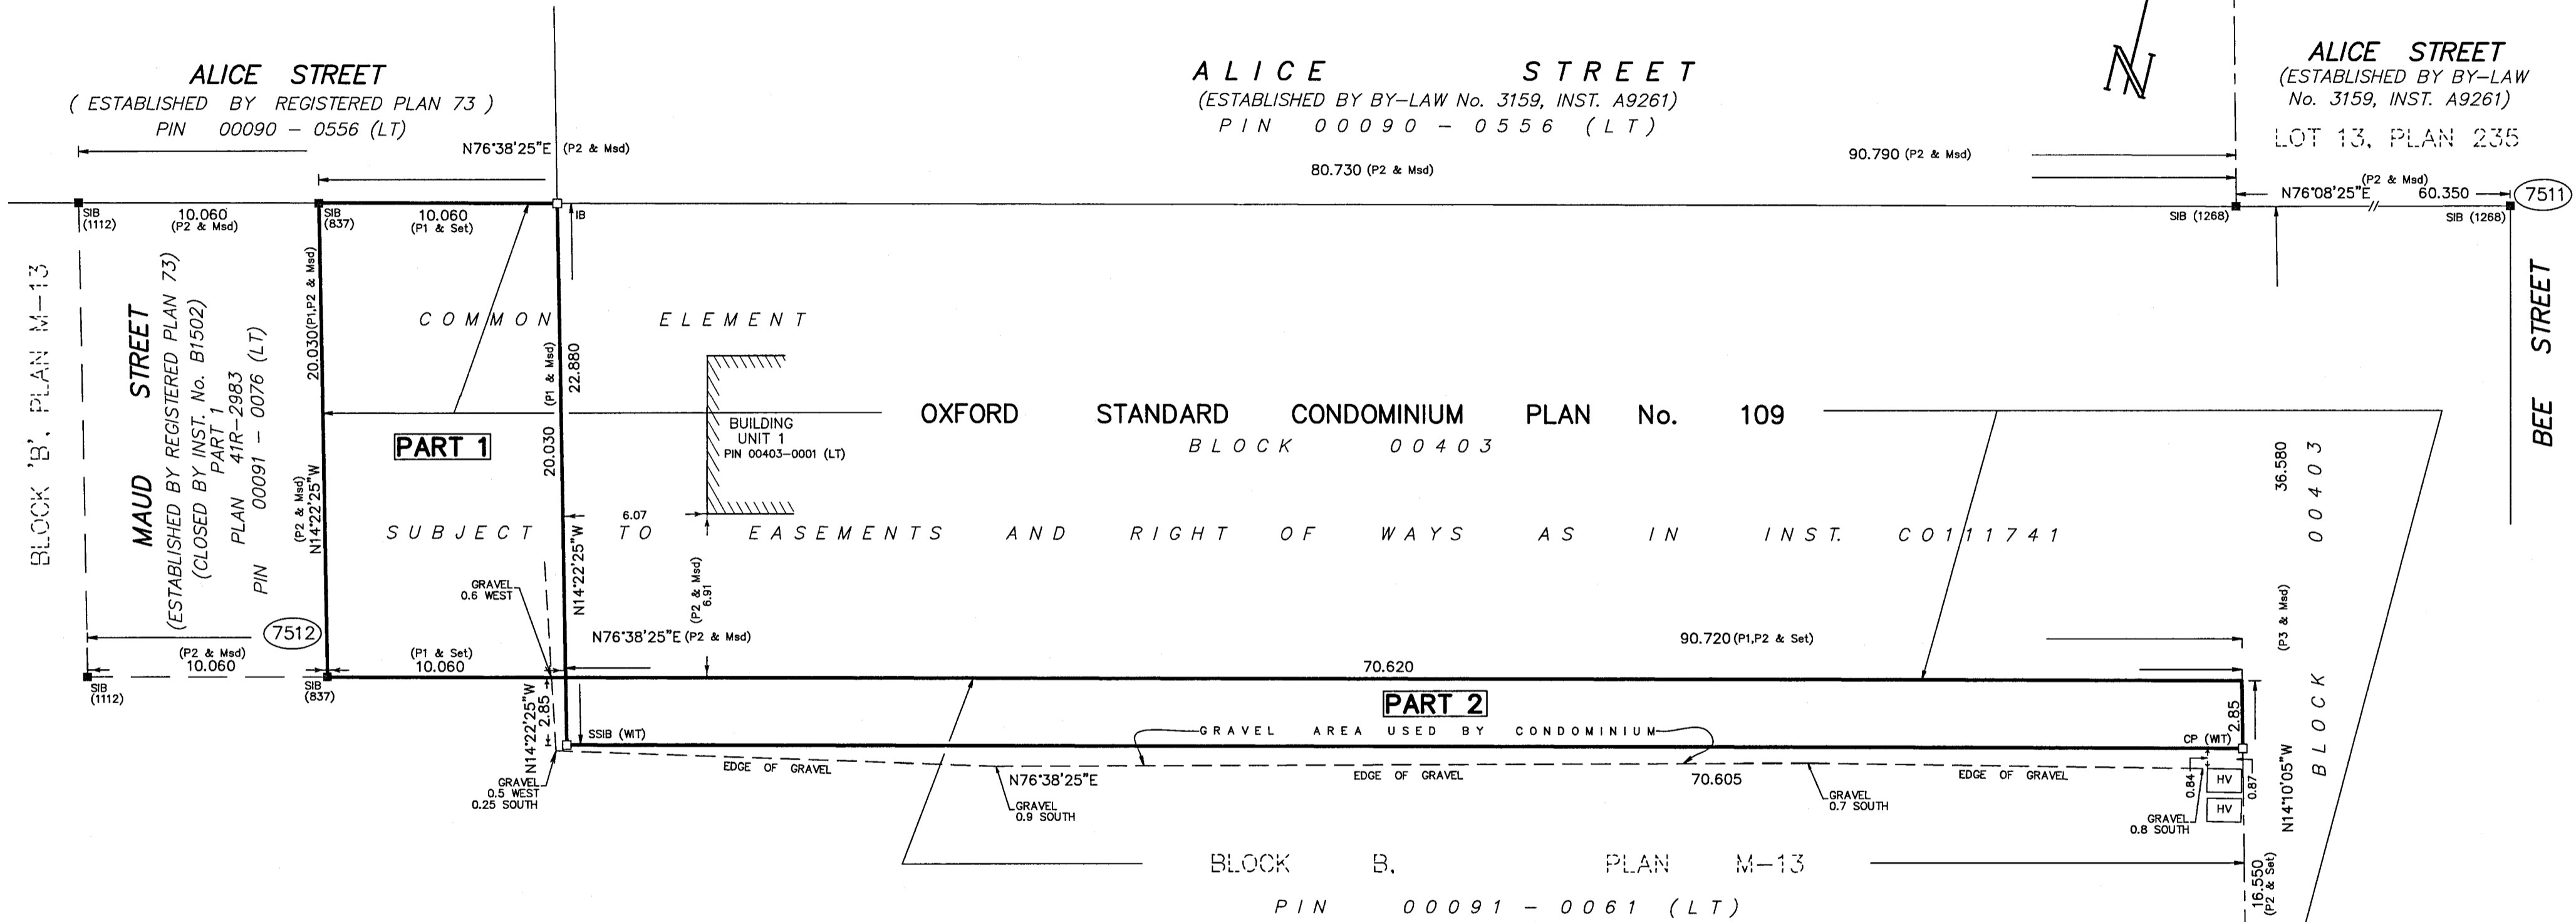 ALICE STREET
( ESTABLISHED BY REGISTERED PLAN 73 )
PIN 00090 – 0556 (LT)
N76°38'25"E (P2 & Msd)
ALICE STREET
(ESTABLISHED BY BY–LAW No. 3159, INST. A9261)
PIN 00090 – 0556 (LT)
80.730 (P2 & Msd)
90.790 (P2 & Msd)
N
ALICE STREET
(ESTABLISHED BY BY–LAW
No. 3159, INST. A9261)
LOT 13, PLAN 235
(P2 & Msd)
N76°08'25"E 60.350
7511
SIB (1268)
SIB (1268)
SIB
(1112)
10.060
(P2 & Msd)
SIB
(837)
10.060
(P1 & Set)
IB
BLOCK 'B', PLAN M–13
MAUD STREET
(ESTABLISHED BY REGISTERED PLAN 73)
(CLOSED BY INST. No. B1502)
PART 1
PLAN 41R–2983
PIN 00091 – 0076 (LT)
20.030(P1,P2 & Msd)
(P2 & Msd)
N14°22'25"W
COMMON ELEMENT
PART 1
20.030 (P1 & Msd)
22.880
N14°22'25"W
BUILDING
UNIT 1
PIN 00403–0001 (LT)
OXFORD STANDARD CONDOMINIUM PLAN No. 109
BLOCK 00403
SUBJECT TO EASEMENTS AND RIGHT OF WAYS AS IN INST. CO111741
6.07
(P2 & Msd)
6.91
GRAVEL
0.6 WEST
BEE STREET
36.580
(P3 & Msd)
N14°10'05"W
BLOCK 00403
7512
(P2 & Msd)
10.060
(P1 & Set)
10.060
N76°38'25"E (P2 & Msd)
90.720 (P1,P2 & Set)
70.620
SIB
(1112)
SIB
(837)
N14°22'25"W
2.85
SSIB (WIT)
PART 2
GRAVEL AREA USED BY CONDOMINIUM
2.85
CP (WIT)
EDGE OF GRAVEL
N76°38'25"E
EDGE OF GRAVEL
70.605
EDGE OF GRAVEL
GRAVEL
0.5 WEST
0.25 SOUTH
GRAVEL
0.9 SOUTH
GRAVEL
0.7 SOUTH
GRAVEL
0.8 SOUTH
0.84
HV
HV
0.87
BLOCK B, PLAN M–13
PIN 00091 – 0061 (LT)
16.550
(P2 & Set)